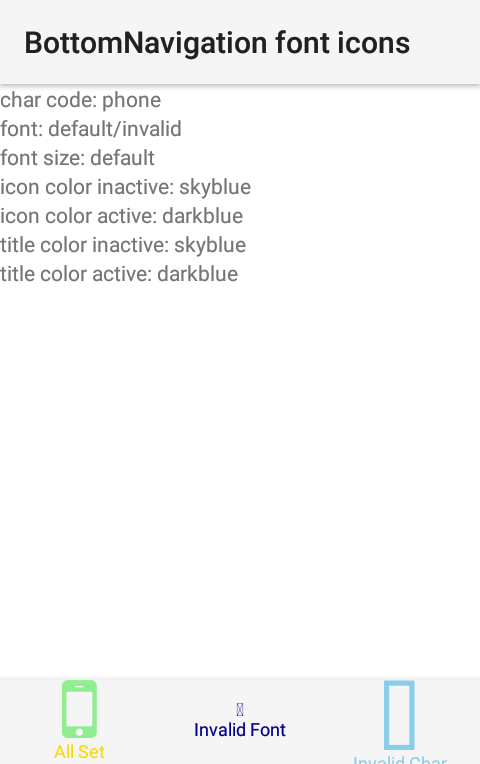 BottomNavigation font icons
char code: phone
font: default/invalid
font size: default
icon color inactive: skyblue
icon color active: darkblue
title color inactive: skyblue
title color active: darkblue
All Set
Invalid Font
Invalid Char